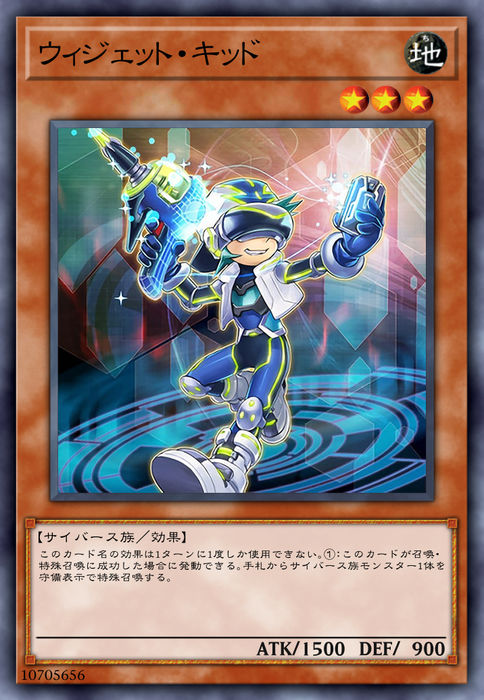 ウィジェット・キッド
ち
地
【サイバース族／効果】
このカード名の効果は1ターンに1度しか使用できない。①：このカードが召喚・
特殊召喚に成功した場合に発動できる。手札からサイバース族モンスター1体を
守備表示で特殊召喚する。
ATK/1500 DEF/ 900
10705656